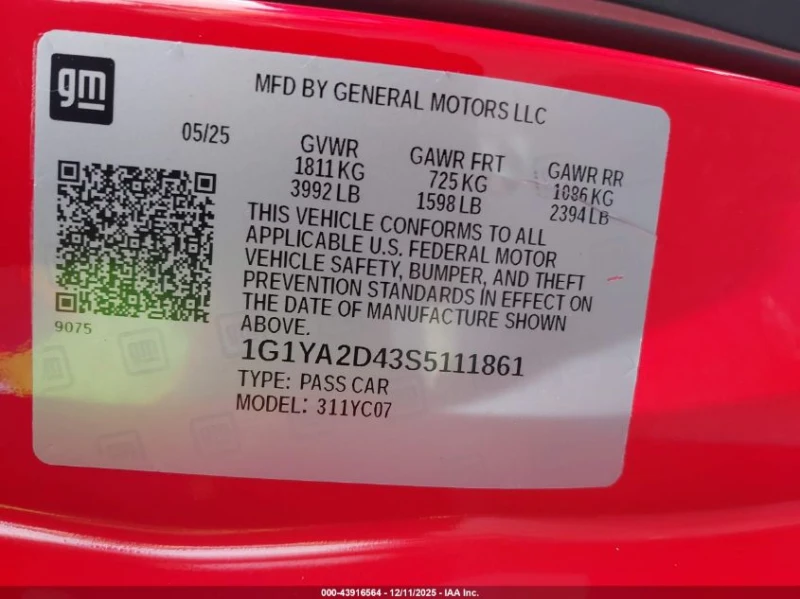 gm
MFD BY GENERAL MOTORS LLC
05/25
GVWR
1811 KG
3992 LB
GAWR FRT
725 KG
1598 LB
GAWR RR
1086 KG
2394 LB
THIS VEHICLE CONFORMS TO ALL
APPLICABLE U.S. FEDERAL MOTOR
VEHICLE SAFETY, BUMPER, AND THEFT
PREVENTION STANDARDS IN EFFECT ON
THE DATE OF MANUFACTURE SHOWN
ABOVE.
9075
1G1YA2D43S5111861
TYPE: PASS CAR
MODEL: 311YC07
000-43916564 - 12/11/2025 - IAA Inc.